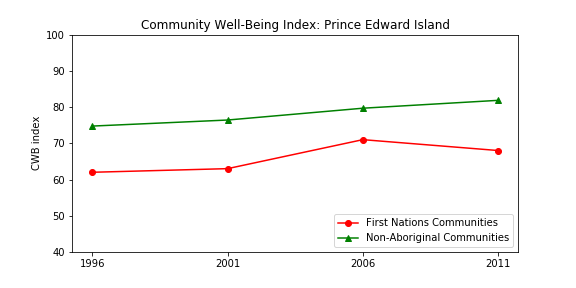 Community Well-Being Index: Prince Edward Island
100
90
80
70
60
50
40
CWB index
1996
2001
2006
2011
First Nations Communities
Non-Aboriginal Communities